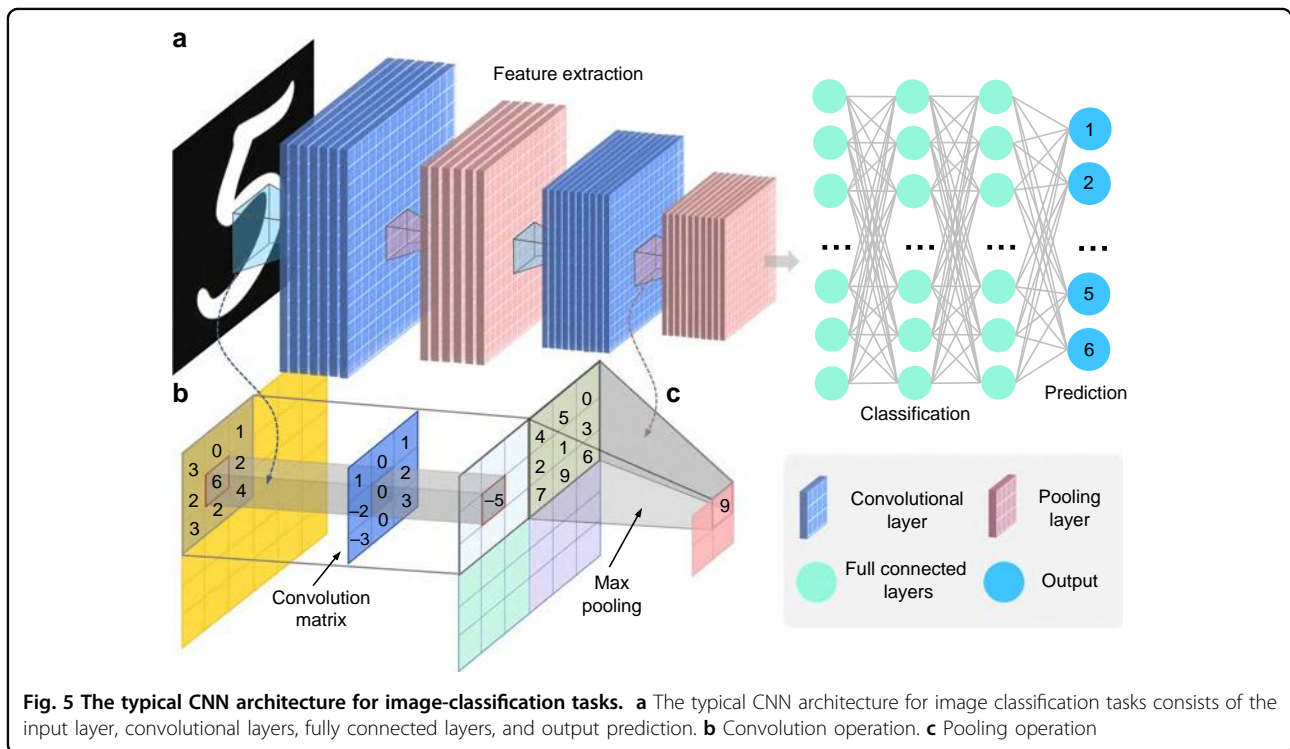 a
Feature extraction
1
2
...
...
...
...
5
6
Classification
Prediction
b
3 0 1
2 6 2
3 2 4
1 0 1
–2 0 2
–3 0 3
–5
Convolution
matrix
c
4 5 0
2 1 3
7 9 6
9
Max
pooling
Convolutional
layer
Pooling
layer
Full connected
layers
Output
Fig. 5 The typical CNN architecture for image-classification tasks. a The typical CNN architecture for image classification tasks consists of the
input layer, convolutional layers, fully connected layers, and output prediction. b Convolution operation. c Pooling operation